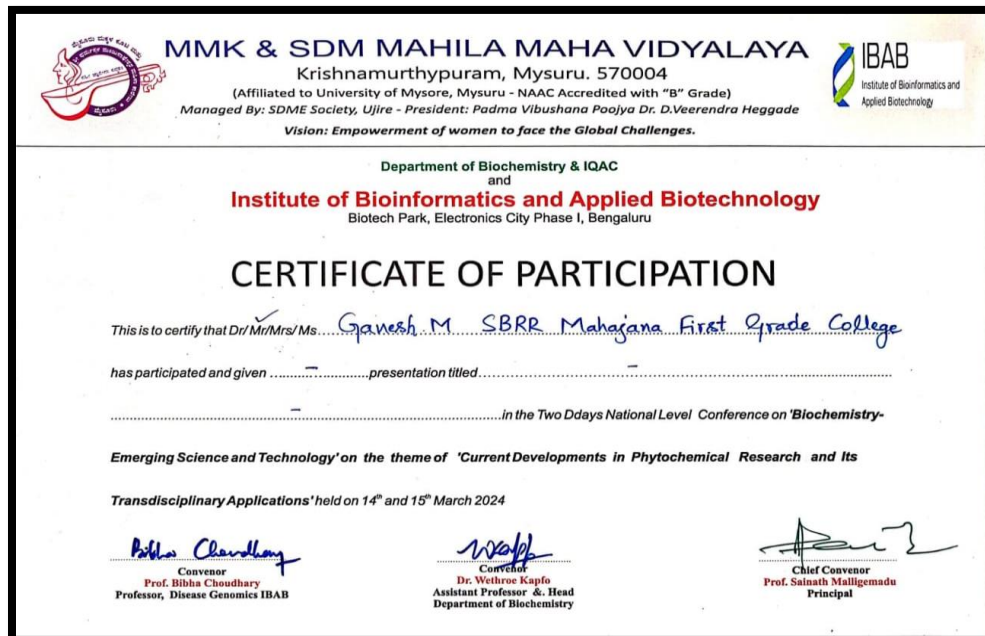 MMK & SDM MAHILA MAHA VIDYALAYA
Krishnamurthypuram, Mysuru. 570004
(Affiliated to University of Mysore, Mysuru - NAAC Accredited with “B” Grade)
Managed By: SDME Society, Ujire - President: Padma Vibushana Poojya Dr. D.Veerendra Heggade
Vision: Empowerment of women to face the Global Challenges.
IBAB
Institute of Bioinformatics and
Applied Biotechnology
Department of Biochemistry & IQAC
and
Institute of Bioinformatics and Applied Biotechnology
Biotech Park, Electronics City Phase I, Bengaluru
CERTIFICATE OF PARTICIPATION
This is to certify that Dr/ Mr/Mrs/ Ms. Ganesh M SBRR Mahajana First Grade College
has participated and given ......–...... presentation titled ......–......
......–...... in the Two Ddays National Level Conference on 'Biochemistry-
Emerging Science and Technology' on the theme of 'Current Developments in Phytochemical Research and Its
Transdisciplinary Applications' held on 14th and 15th March 2024
Bibha Choudhary
Convenor
Prof. Bibha Choudhary
Professor, Disease Genomics IBAB
Convenor
Dr. Wethroe Kapfo
Assistant Professor &. Head
Department of Biochemistry
Chief Convenor
Prof. Sainath Malligemadu
Principal